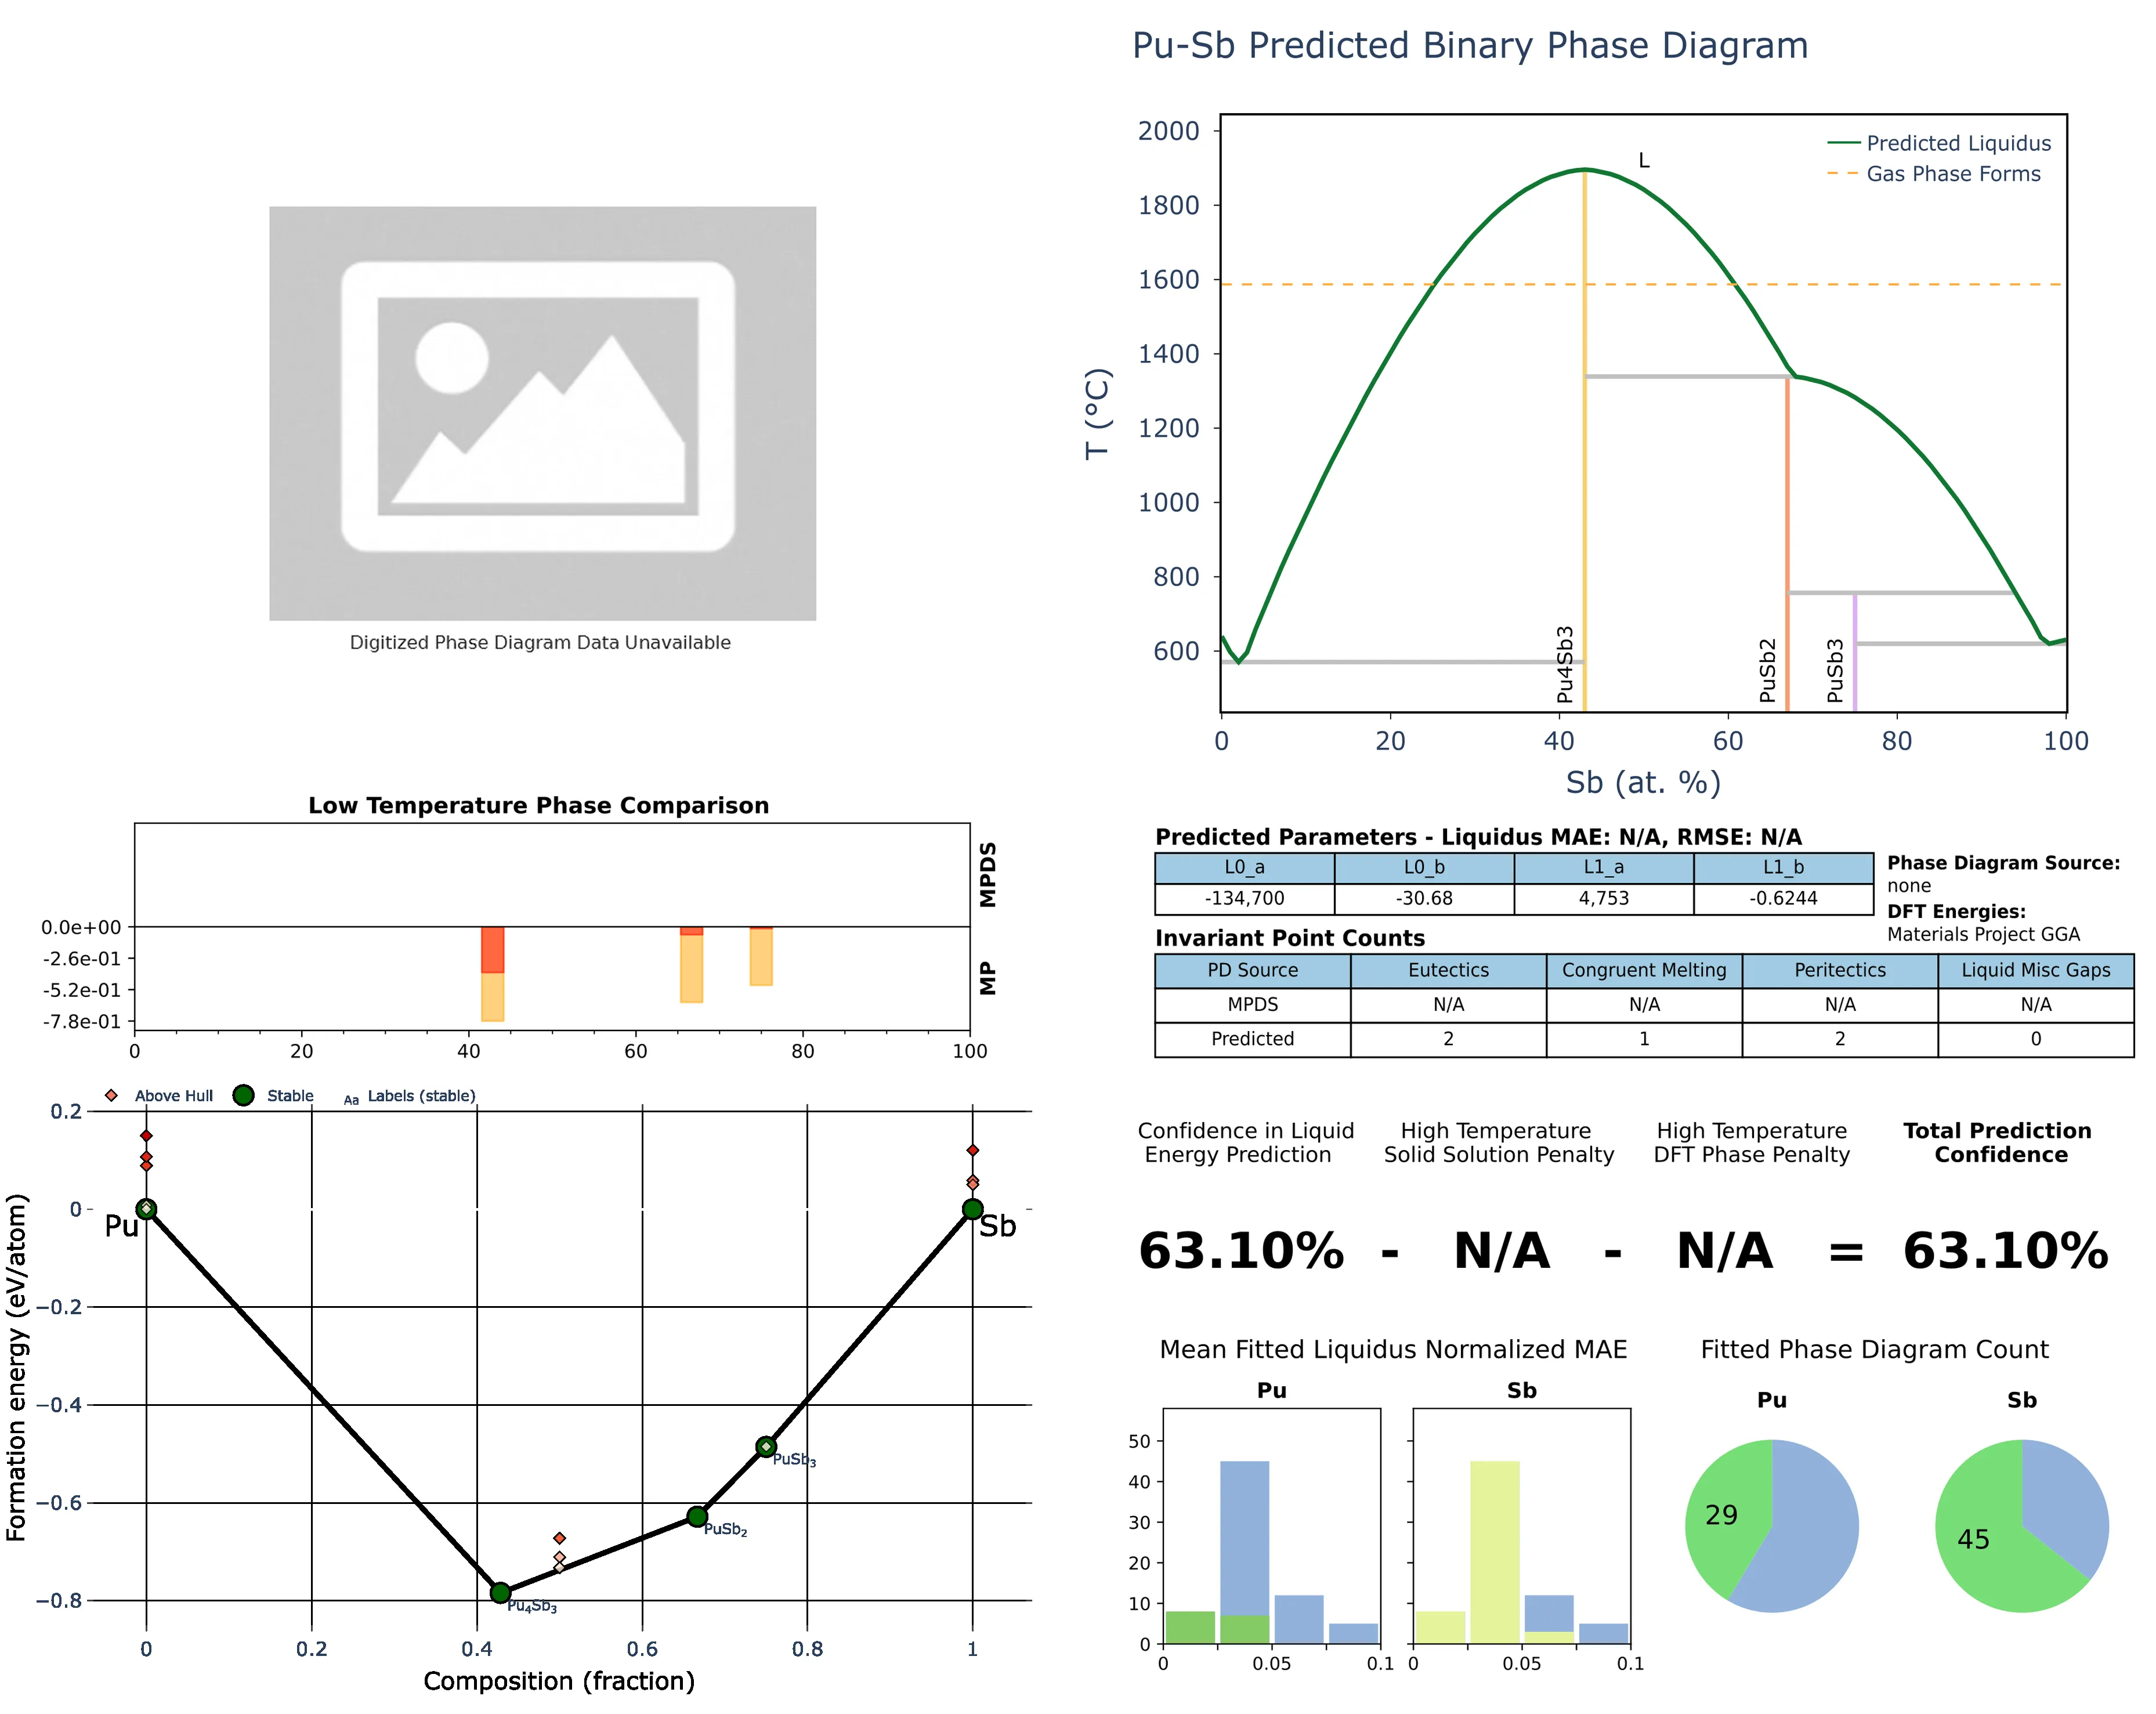 Pu-Sb Predicted Binary Phase Diagram
Digitized Phase Diagram Data Unavailable
T (°C)
2000
1800
1600
1400
1200
1000
800
600
L
Predicted Liquidus
Gas Phase Forms
Pu4Sb3
PuSb2
PuSb3
0 20 40 60 80 100
Sb (at. %)
Low Temperature Phase Comparison
MPDS
MP
0.0e+00
-2.6e-01
-5.2e-01
-7.8e-01
0 20 40 60 80 100
Predicted Parameters - Liquidus MAE: N/A, RMSE: N/A
L0_a L0_b L1_a L1_b
-134,700 -30.68 4,753 -0.6244
Phase Diagram Source:
none
DFT Energies:
Materials Project GGA
Invariant Point Counts
PD Source Eutectics Congruent Melting Peritectics Liquid Misc Gaps
MPDS N/A N/A N/A N/A
Predicted 2 1 2 0
Above Hull Stable Aa Labels (stable)
Formation energy (eV/atom)
0.2
0
−0.2
−0.4
−0.6
−0.8
Pu
Sb
PuSb3
PuSb2
Pu4Sb3
0 0.2 0.4 0.6 0.8 1
Composition (fraction)
Confidence in Liquid
Energy Prediction
High Temperature
Solid Solution Penalty
High Temperature
DFT Phase Penalty
Total Prediction
Confidence
63.10% - N/A - N/A = 63.10%
Mean Fitted Liquidus Normalized MAE
Pu
Sb
50
40
30
20
10
0
0 0.05 0.1
0 0.05 0.1
Fitted Phase Diagram Count
Pu
Sb
29
45